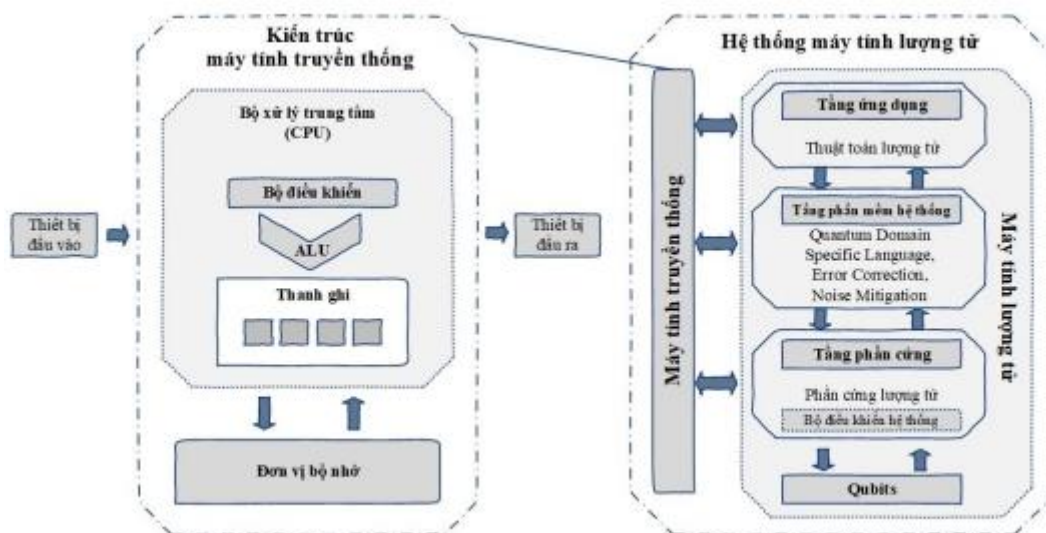 Kiến trúc
máy tính truyền thống
Bộ xử lý trung tâm
(CPU)
Bộ điều khiển
ALU
Thanh ghi
Đơn vị bộ nhớ
Thiết bị
đầu vào
Thiết bị
đầu ra
Hệ thống máy tính lượng tử
Máy tính truyền thống
Tầng ứng dụng
Thuật toán lượng tử
Tầng phần mềm hệ thống
Quantum Domain
Specific Language,
Error Correction,
Noise Mitigation
Tầng phần cứng
Phần cứng lượng tử
Bộ điều khiển hệ thống
Qubits
Máy tính lượng tử